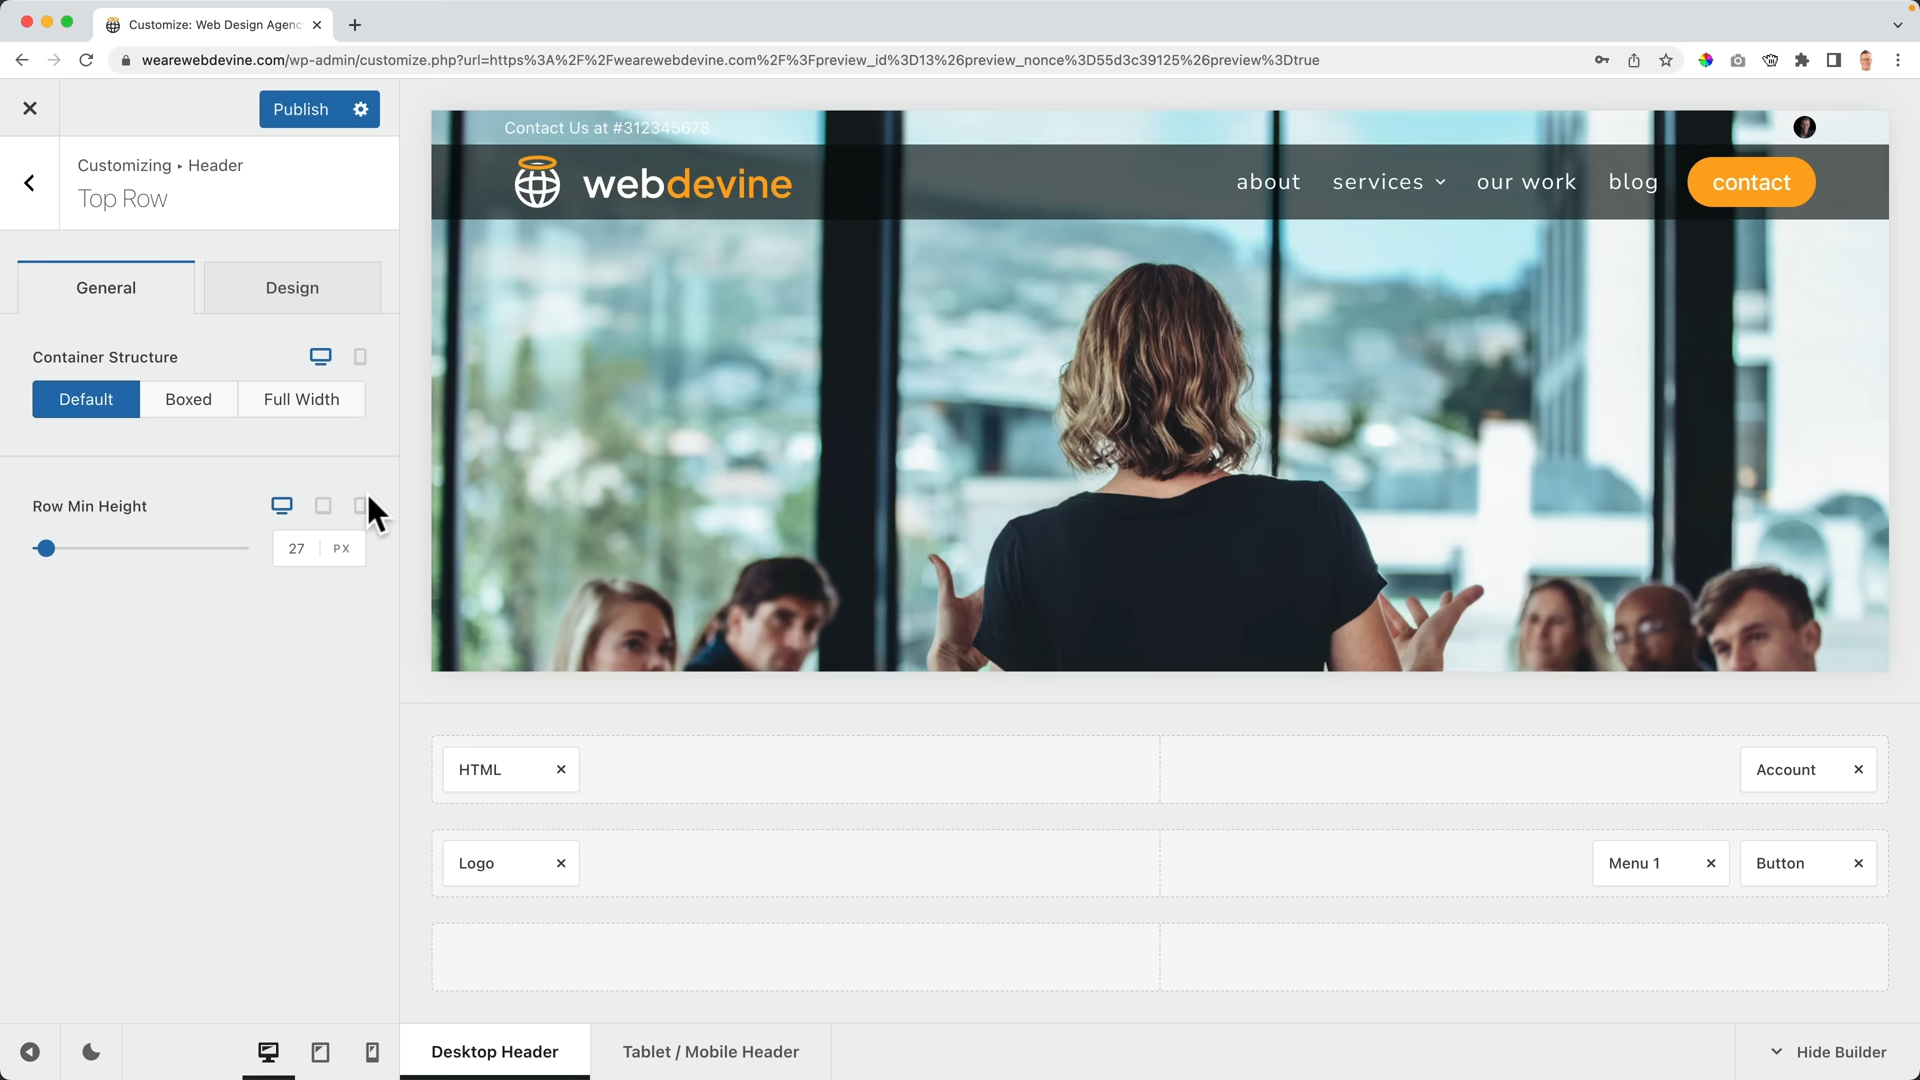 Customize: Web Design Agenc
wearewebdevine.com/wp-admin/customize.php?url=https%3A%2F%2Fwearewebdevine.com%2F%3Fpreview_id%3D13%26preview_nonce%3D55d3c39125%26preview%3Dtrue
Publish
Customizing ▸ Header
Top Row
General
Design
Container Structure
Default
Boxed
Full Width
Row Min Height
27 PX
Contact Us at #312345678
webdevine
about
services
our work
blog
contact
HTML
Account
Logo
Menu 1
Button
Desktop Header
Tablet / Mobile Header
Hide Builder